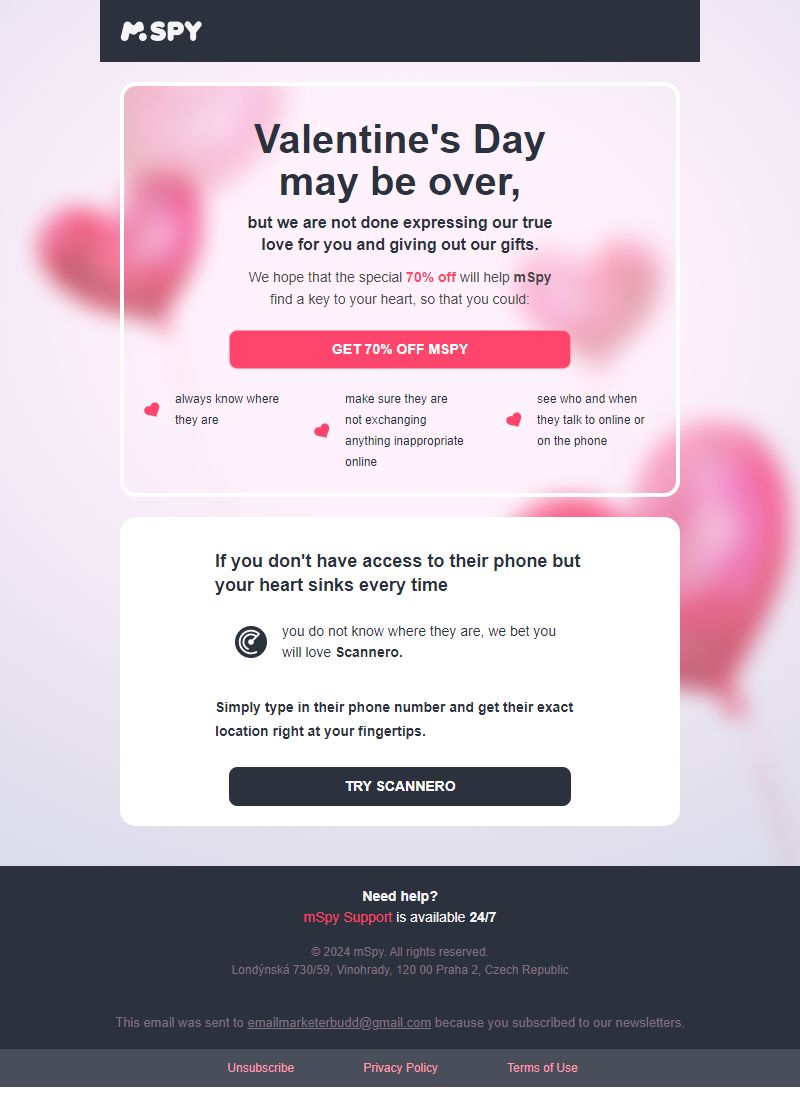 mSPY
Valentine's Day
may be over,
but we are not done expressing our true
love for you and giving out our gifts.
We hope that the special 70% off will help mSpy
find a key to your heart, so that you could:
GET 70% OFF MSPY
always know where
they are
make sure they are
not exchanging
anything inappropriate
online
see who and when
they talk to online or
on the phone
If you don't have access to their phone but
your heart sinks every time
you do not know where they are, we bet you
will love Scannero.
Simply type in their phone number and get their exact
location right at your fingertips.
TRY SCANNERO
Need help?
mSpy Support is available 24/7
© 2024 mSpy. All rights reserved.
Londýnská 730/59, Vinohrady, 120 00 Praha 2, Czech Republic
This email was sent to emailmarketerbudd@gmail.com because you subscribed to our newsletters.
Unsubscribe Privacy Policy Terms of Use